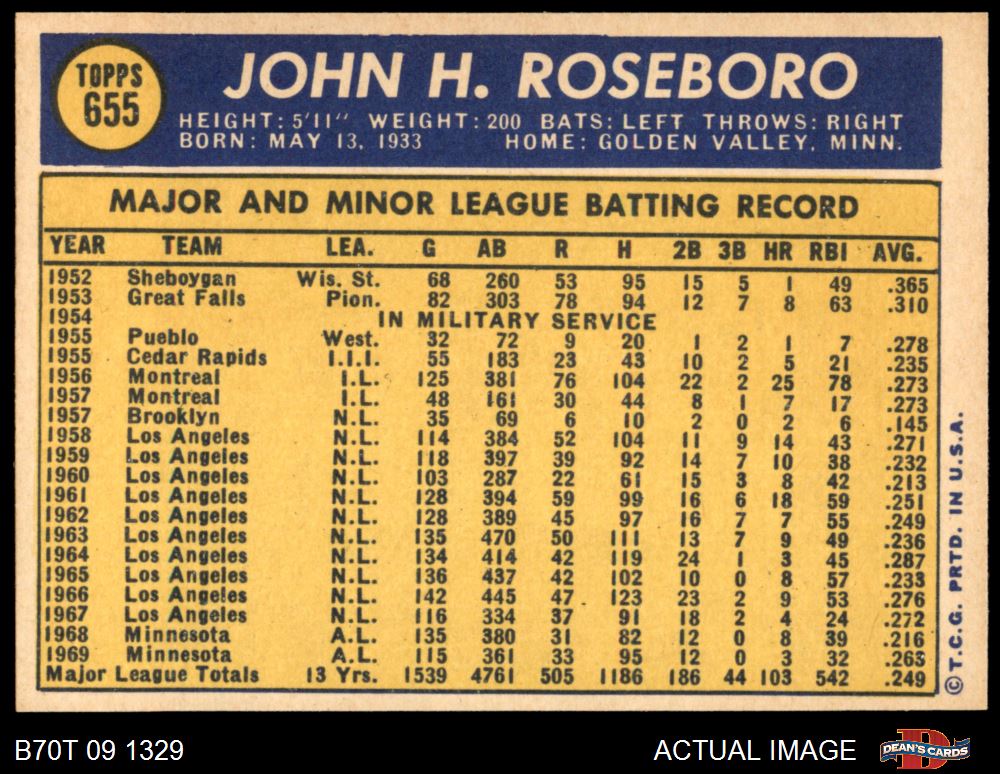 TOPPS
655
JOHN H. ROSEBORO
HEIGHT: 5'11" WEIGHT: 200 BATS: LEFT THROWS: RIGHT
BORN: MAY 13, 1933 HOME: GOLDEN VALLEY, MINN.
MAJOR AND MINOR LEAGUE BATTING RECORD
YEAR TEAM LEA. G AB R H 2B 3B HR RBI AVG.
1952 Sheboygan Wis. St. 68 260 53 95 15 5 1 49 .365
1953 Great Falls Pion. 82 303 78 94 12 7 8 63 .310
1954 IN MILITARY SERVICE
1955 Pueblo West. 32 72 9 20 1 2 1 7 .278
1955 Cedar Rapids I.I.I. 55 183 23 43 10 2 5 21 .235
1956 Montreal I.L. 125 381 76 104 22 2 25 78 .273
1957 Montreal I.L. 48 161 30 44 8 1 7 17 .273
1957 Brooklyn N.L. 35 69 6 10 2 0 2 6 .145
1958 Los Angeles N.L. 114 384 52 104 11 9 14 43 .271
1959 Los Angeles N.L. 118 397 39 92 14 7 10 38 .232
1960 Los Angeles N.L. 103 287 22 61 15 3 8 42 .213
1961 Los Angeles N.L. 128 394 59 99 16 6 18 59 .251
1962 Los Angeles N.L. 128 389 45 97 16 7 7 55 .249
1963 Los Angeles N.L. 135 470 50 111 13 7 9 49 .236
1964 Los Angeles N.L. 134 414 42 119 24 1 3 45 .287
1965 Los Angeles N.L. 136 437 42 102 10 0 8 57 .233
1966 Los Angeles N.L. 142 445 47 123 23 2 9 53 .276
1967 Los Angeles N.L. 116 334 37 91 18 2 4 24 .272
1968 Minnesota A.L. 135 380 31 82 12 0 8 39 .216
1969 Minnesota A.L. 115 361 33 95 12 0 3 32 .263
Major League Totals 13 Yrs. 1539 4761 505 1186 186 44 103 542 .249
© T.C.G. PRTD. IN U.S.A.
B70T 09 1329 ACTUAL IMAGE
DEAN'S CARDS